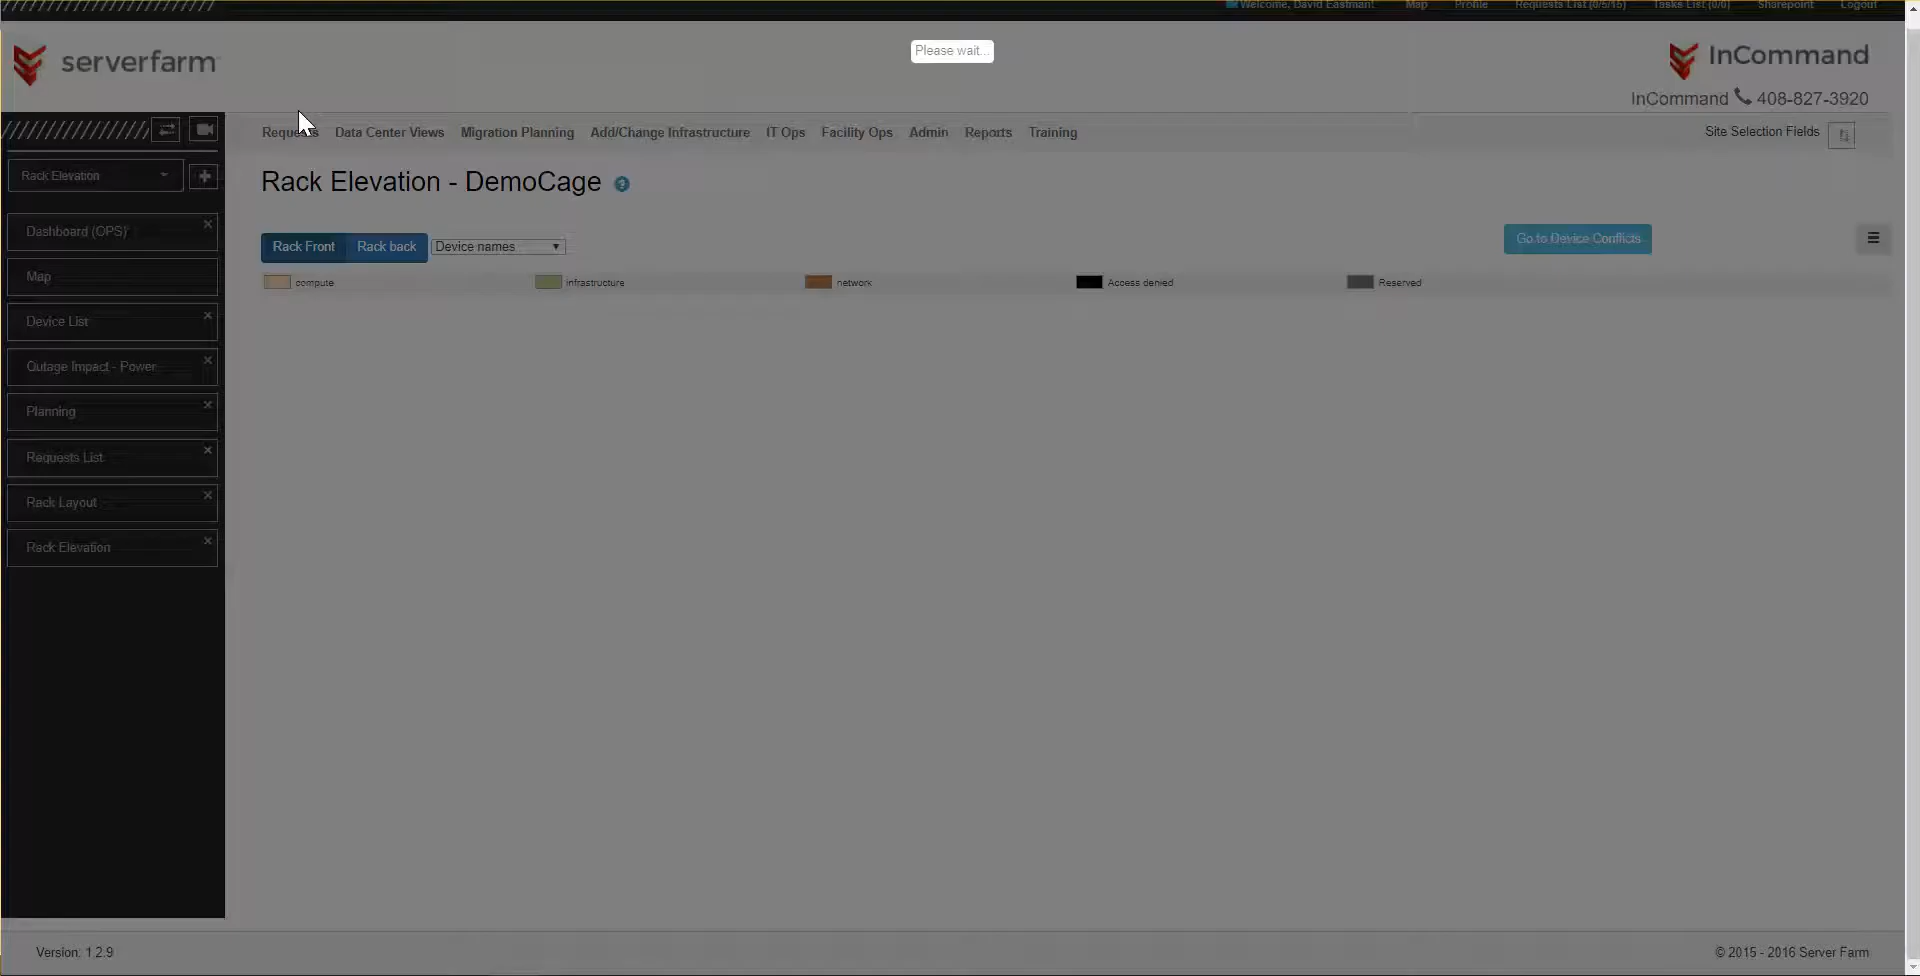 Welcome, David Eastman!
Map
Profile
Requests List (0/5/15)
Tasks List (0/0)
Sharepoint
Logout
Please wait...
serverfarm
InCommand
InCommand 408-827-3920
Requests
Data Center Views
Migration Planning
Add/Change Infrastructure
IT Ops
Facility Ops
Admin
Reports
Training
Site Selection Fields
Rack Elevation
Rack Elevation - DemoCage
Dashboard (OPS)
Map
Device List
Outage Impact - Power
Planning
Requests List
Rack Layout
Rack Elevation
Rack Front
Rack back
Device names
Go to Device Conflicts
compute
infrastructure
network
Access denied
Reserved
Version: 1.2.9
© 2015 - 2016 Server Farm